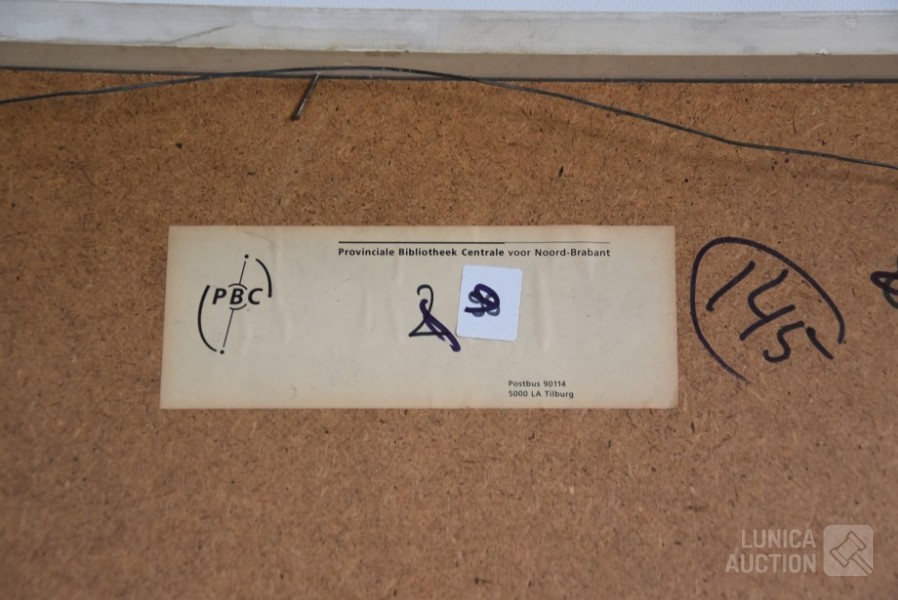 Provinciale Bibliotheek Centrale voor Noord-Brabant
PBC
145
Postbus 90114
5000 LA Tilburg
LUNICA
AUCTION